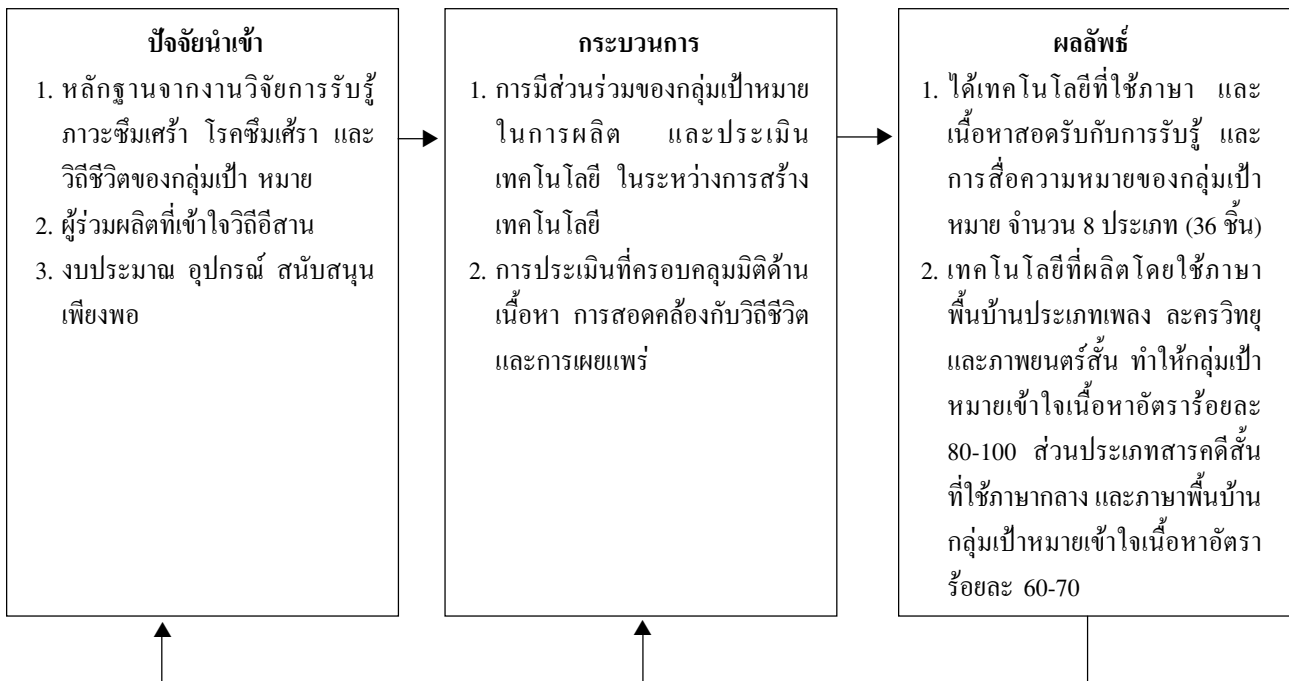 ปัจจัยนำเข้า
1. หลักฐานจากงานวิจัยการรับรู้
ภาวะซึมเศร้า โรคซึมเศ้รา และ
วิถีชีวิตของกลุ่มเป้า หมาย
2. ผู้ร่วมผลิตที่เข้าใจวิถีอีสาน
3. งบประมาณ อุปกรณ์ สนับสนุน
เพียงพอ
กระบวนการ
1. การมีส่วนร่วมของกลุ่มเป้าหมาย
ในการผลิต และประเมิน
เทคโนโลยี ในระหว่างการสร้าง
เทคโนโลยี
2. การประเมินที่ครอบคลุมมิติด้าน
เนื้อหา การสอดคล้องกับวิถีชีวิต
และการเผยแพร่
ผลลัพธ์
1. ได้เทคโนโลยีที่ใช้ภาษา และ
เนื้อหาสอดรับกับการรับรู้ และ
การสื่อความหมายของกลุ่มเป้า
หมาย จำนวน 8 ประเภท (36 ชิ้น)
2. เทคโนโลยีที่ผลิตโดยใช้ภาษา
พื้นบ้านประเภทเพลง ละครวิทยุ
และภาพยนตร์สั้น ทำให้กลุ่มเป้า
หมายเข้าใจเนื้อหาอัตราร้อยละ
80-100 ส่วนประเภทสารคดีสั้น
ที่ใช้ภาษากลาง และภาษาพื้นบ้าน
กลุ่มเป้าหมายเข้าใจเนื้อหาอัตรา
ร้อยละ 60-70